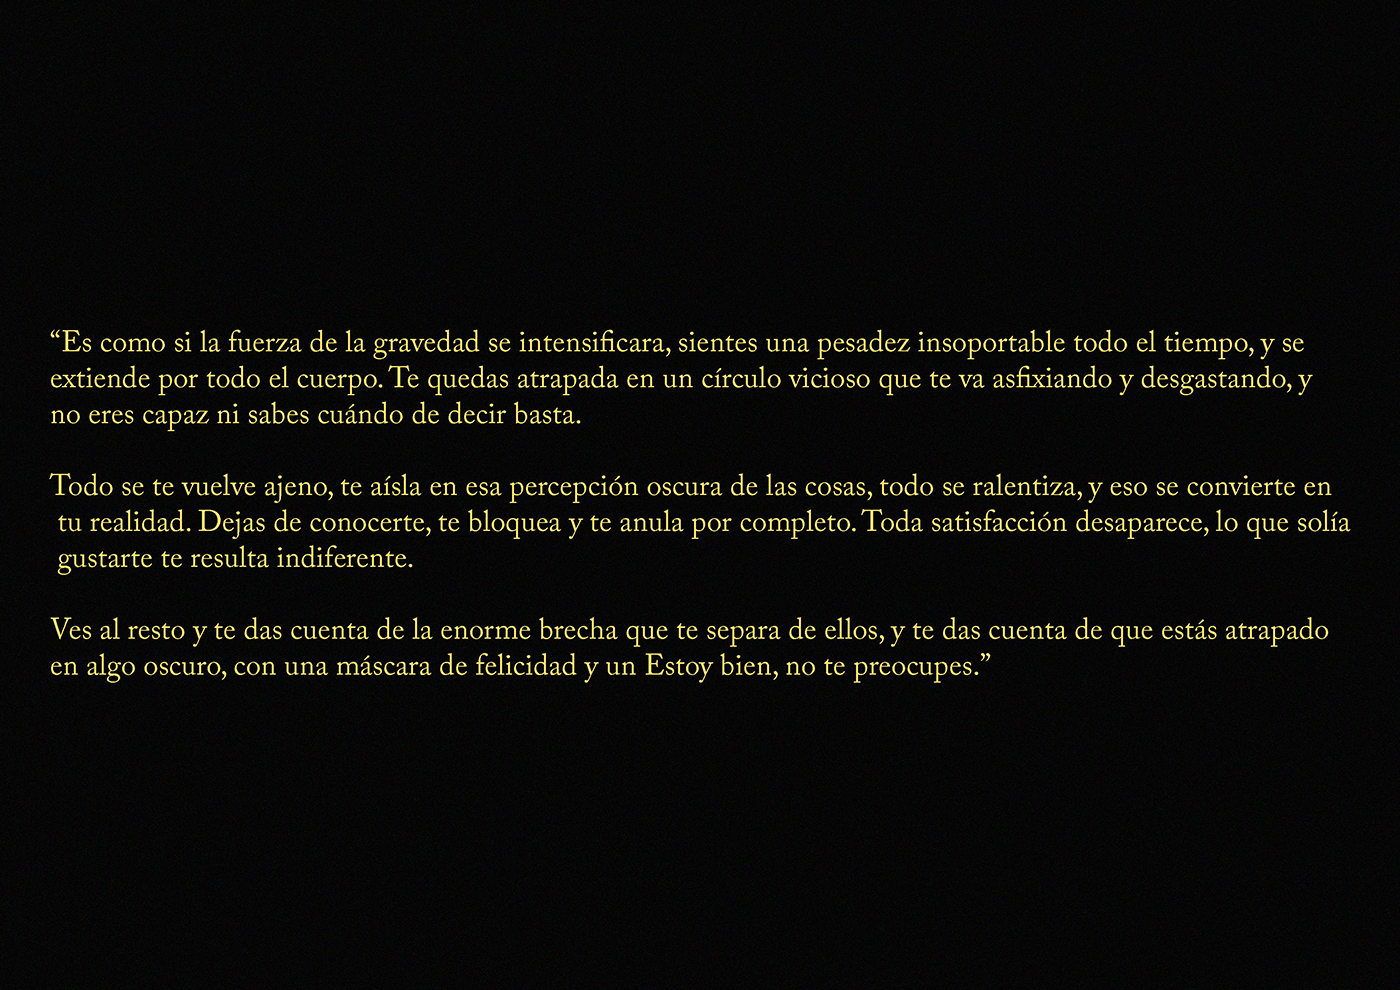 “Es como si la fuerza de la gravedad se intensificara, sientes una pesadez insoportable todo el tiempo, y se
extiende por todo el cuerpo. Te quedas atrapada en un círculo vicioso que te va asfixiando y desgastando, y
no eres capaz ni sabes cuándo de decir basta.
Todo se te vuelve ajeno, te aísla en esa percepción oscura de las cosas, todo se ralentiza, y eso se convierte en
tu realidad. Dejas de conocerte, te bloquea y te anula por completo. Toda satisfacción desaparece, lo que solía
gustarte te resulta indiferente.
Ves al resto y te das cuenta de la enorme brecha que te separa de ellos, y te das cuenta de que estás atrapado
en algo oscuro, con una máscara de felicidad y un Estoy bien, no te preocupes.”